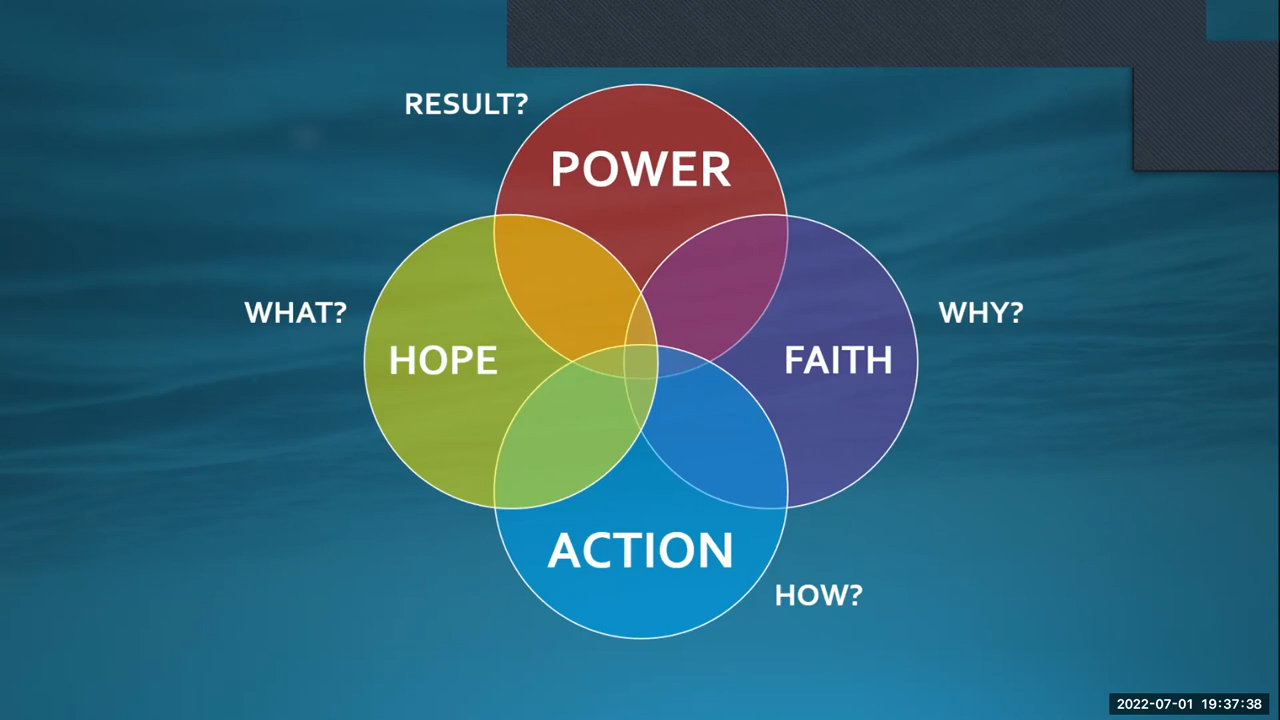 RESULT?
POWER
WHAT?
WHY?
HOPE
FAITH
ACTION
HOW?
2022-07-01 19:37:38